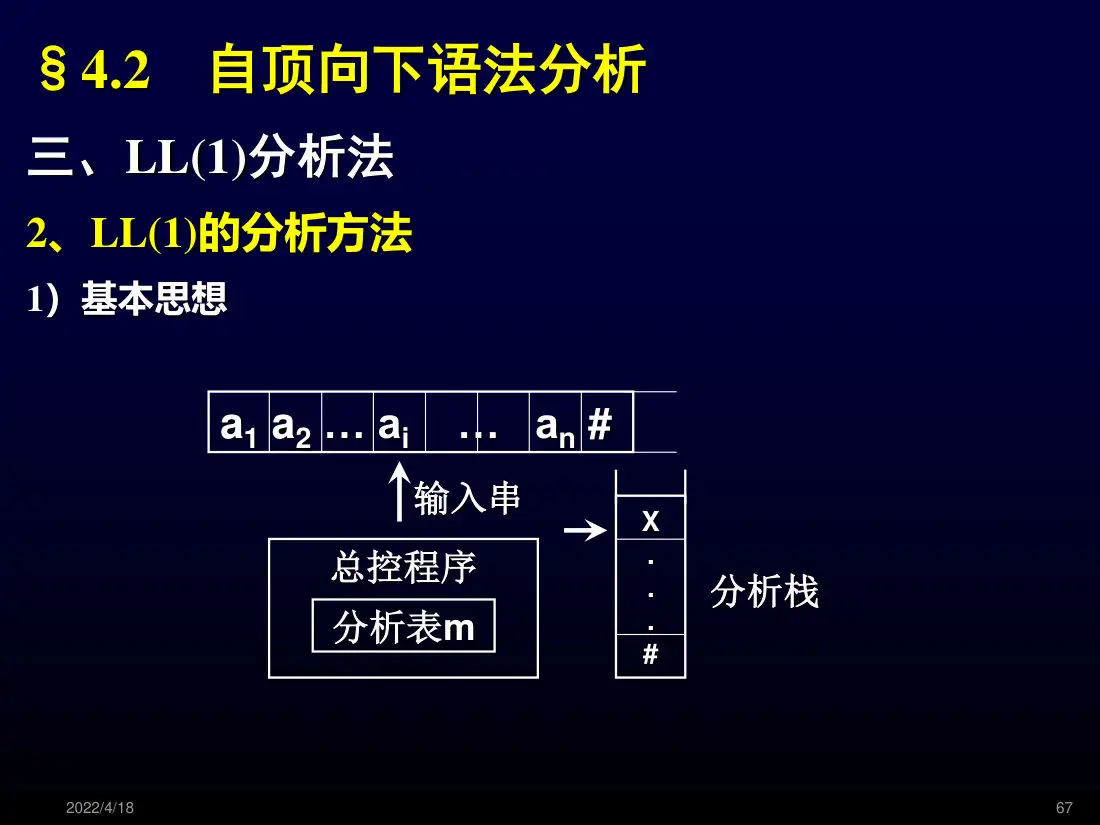 §4.2 自顶向下语法分析
三、LL(1)分析法
2、LL(1)的分析方法
1）基本思想
a1 a2 … ai … an #
输入串
总控程序
分析表m
X
.
.
.
#
分析栈
2022/4/18
67